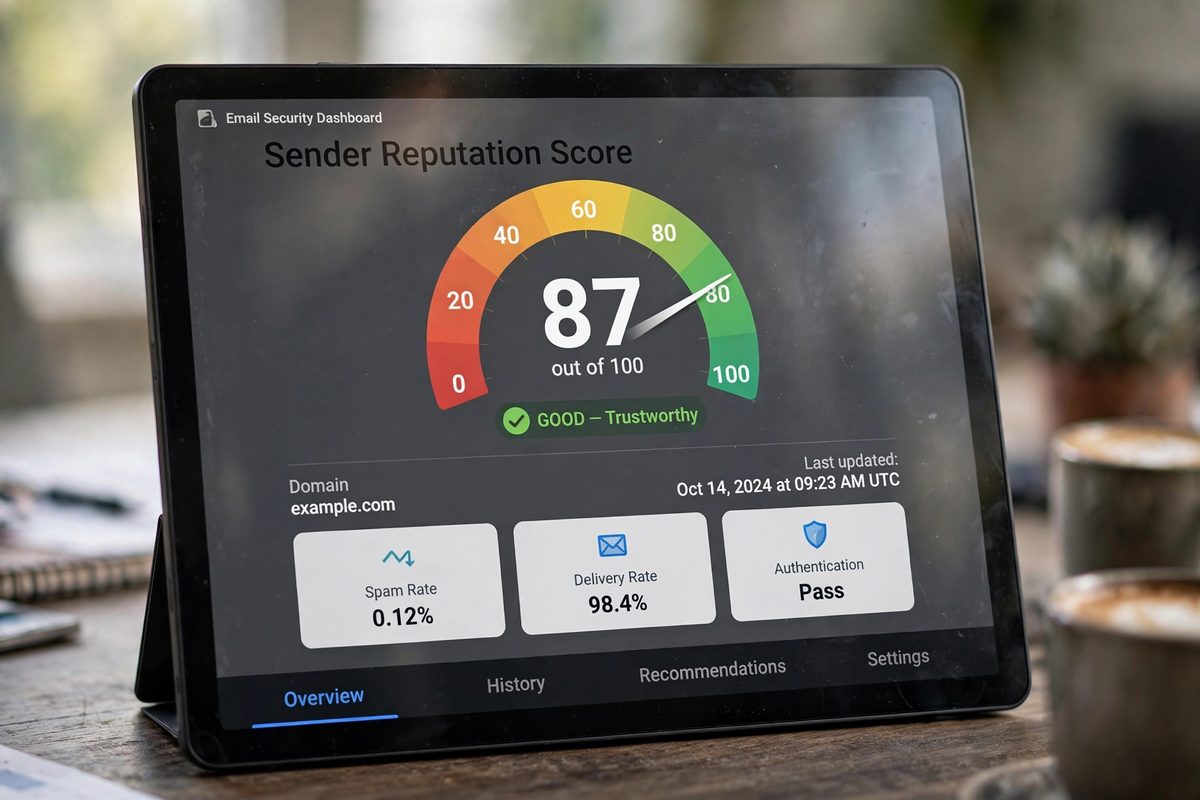 Email Security Dashboard
Sender Reputation Score
0
20
40
60
80
80
100
87
out of 100
GOOD — Trustworthy
Domain
example.com
Last updated:
Oct 14, 2024 at 09:23 AM UTC
Spam Rate
0.12%
Delivery Rate
98.4%
Authentication
Pass
Overview
History
Recommendations
Settings